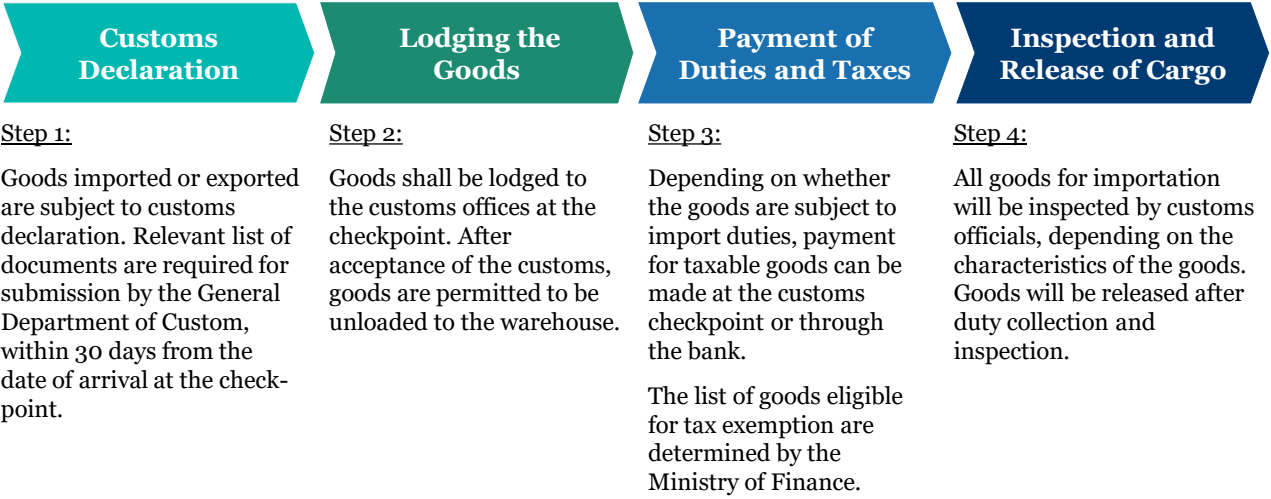 Customs
Declaration
Lodging the
Goods
Payment of
Duties and Taxes
Inspection and
Release of Cargo
Step 1:
Goods imported or exported
are subject to customs
declaration. Relevant list of
documents are required for
submission by the General
Department of Custom,
within 30 days from the
date of arrival at the check-
point.
Step 2:
Goods shall be lodged to
the customs offices at the
checkpoint. After
acceptance of the customs,
goods are permitted to be
unloaded to the warehouse.
Step 3:
Depending on whether
the goods are subject to
import duties, payment
for taxable goods can be
made at the customs
checkpoint or through
the bank.
The list of goods eligible
for tax exemption are
determined by the
Ministry of Finance.
Step 4:
All goods for importation
will be inspected by customs
officials, depending on the
characteristics of the goods.
Goods will be released after
duty collection and
inspection.